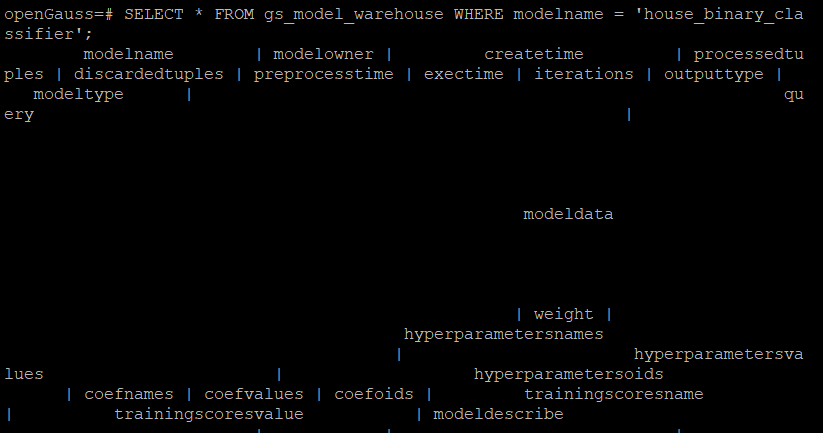 openGauss=# SELECT * FROM gs_model_warehouse WHERE modelname = 'house_binary_cla
ssifier';
modelname | modelowner | createtime | processedtu
ples | discardedtuples | preprocesstime | exectime | iterations | outputtype |
modeltype | qu
ery |
modeldata
| weight |
hyperparametersnames
| hyperparametersva
lues | hyperparametersoids
| coefnames | coefvalues | coefoids | trainingscoresname
| trainingscoresvalue | modeldescribe